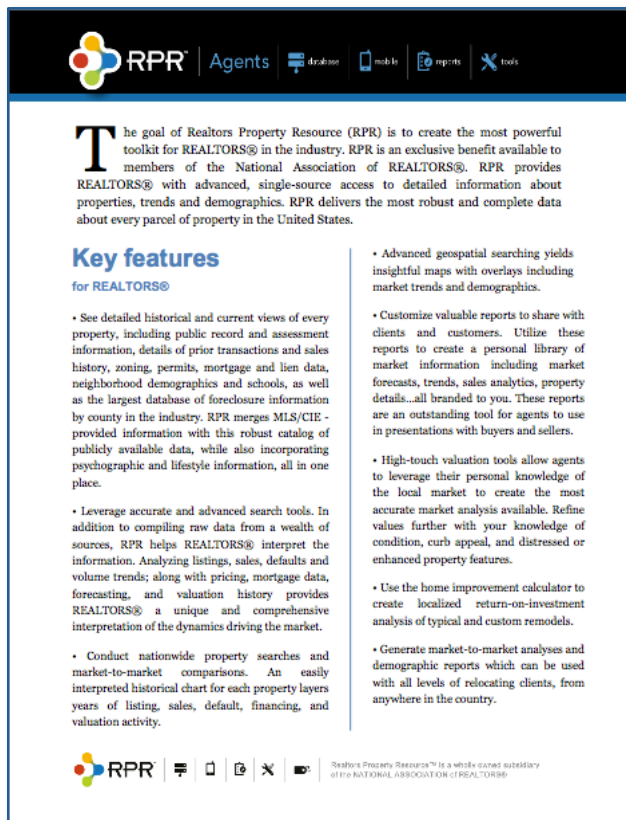 RPR™ | Agents database mobile reports tools
The goal of Realtors Property Resource (RPR) is to create the most powerful
toolkit for REALTORS® in the industry. RPR is an exclusive benefit available to
members of the National Association of REALTORS®. RPR provides
REALTORS® with advanced, single-source access to detailed information about
properties, trends and demographics. RPR delivers the most robust and complete data
about every parcel of property in the United States.
Key features
for REALTORS®
• See detailed historical and current views of every
property, including public record and assessment
information, details of prior transactions and sales
history, zoning, permits, mortgage and lien data,
neighborhood demographics and schools, as well
as the largest database of foreclosure information
by county in the industry. RPR merges MLS/CIE -
provided information with this robust catalog of
publicly available data, while also incorporating
psychographic and lifestyle information, all in one
place.
• Leverage accurate and advanced search tools. In
addition to compiling raw data from a wealth of
sources, RPR helps REALTORS® interpret the
information. Analyzing listings, sales, defaults and
volume trends; along with pricing, mortgage data,
forecasting, and valuation history provides
REALTORS® a unique and comprehensive
interpretation of the dynamics driving the market.
• Conduct nationwide property searches and
market-to-market comparisons. An easily
interpreted historical chart for each property layers
years of listing, sales, default, financing, and
valuation activity.
• Advanced geospatial searching yields
insightful maps with overlays including
market trends and demographics.
• Customize valuable reports to share with
clients and customers. Utilize these
reports to create a personal library of
market information including market
forecasts, trends, sales analytics, property
details...all branded to you. These reports
are an outstanding tool for agents to use
in presentations with buyers and sellers.
• High-touch valuation tools allow agents
to leverage their personal knowledge of
the local market to create the most
accurate market analysis available. Refine
values further with your knowledge of
condition, curb appeal, and distressed or
enhanced property features.
• Use the home improvement calculator to
create localized return-on-investment
analysis of typical and custom remodels.
• Generate market-to-market analyses and
demographic reports which can be used
with all levels of relocating clients, from
anywhere in the country.
RPR™
Realtors Property Resource™ is a wholly owned subsidiary
of the NATIONAL ASSOCIATION of REALTORS®